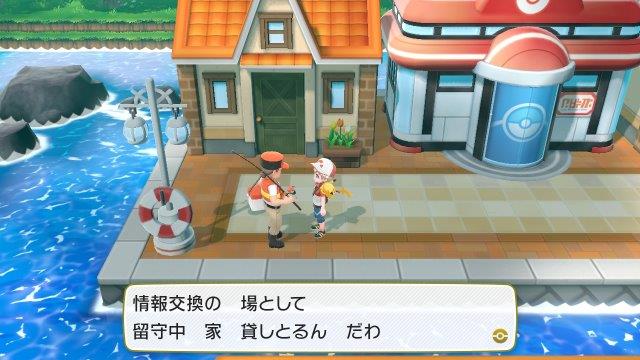 情報交換の　場として
留守中　家　貸しとるん　だわ